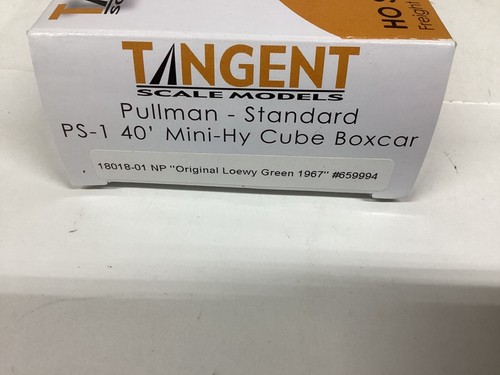 TANGENT
SCALE MODELS
Pullman - Standard
PS-1 40' Mini-Hy Cube Boxcar
18018-01 NP "Original Loewy Green 1967" #659994
HO S
Freight